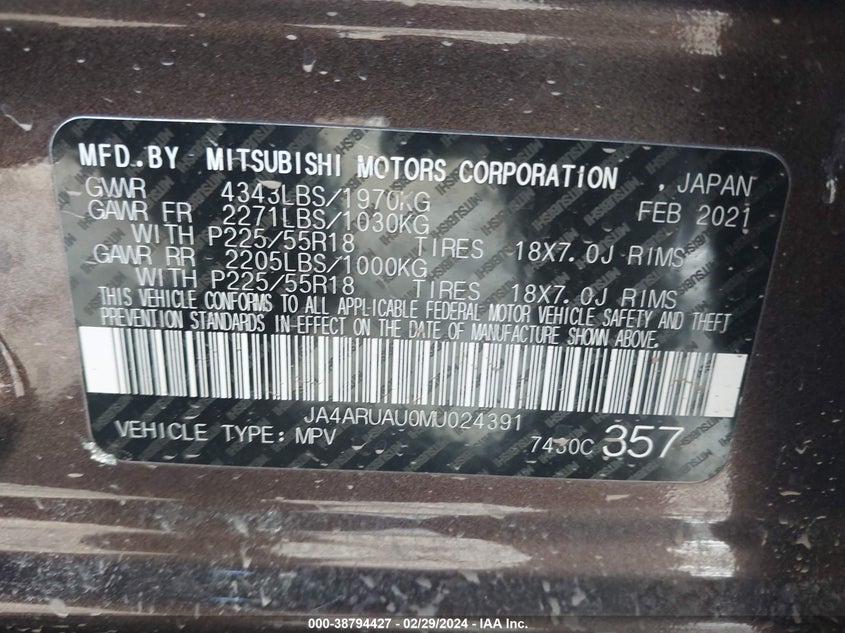 MFD.BY MITSUBISHI MOTORS CORPORATION , JAPAN
GVWR 4343LBS/1970KG FEB 2021
GAWR FR 2271LBS/1030KG
WITH P225/55R18 TIRES 18X7.0J RIMS
GAWR RR 2205LBS/1000KG
WITH P225/55R18 TIRES 18X7.0J RIMS
THIS VEHICLE CONFORMS TO ALL APPLICABLE FEDERAL MOTOR VEHICLE SAFETY AND THEFT
PREVENTION STANDARDS IN-EFFECT ON THE DATE OF MANUFACTURE SHOWN ABOVE.
JA4ARUAU0MU024391
VEHICLE TYPE: MPV 7430C 357
000-38794427 - 02/29/2024 - IAA Inc.